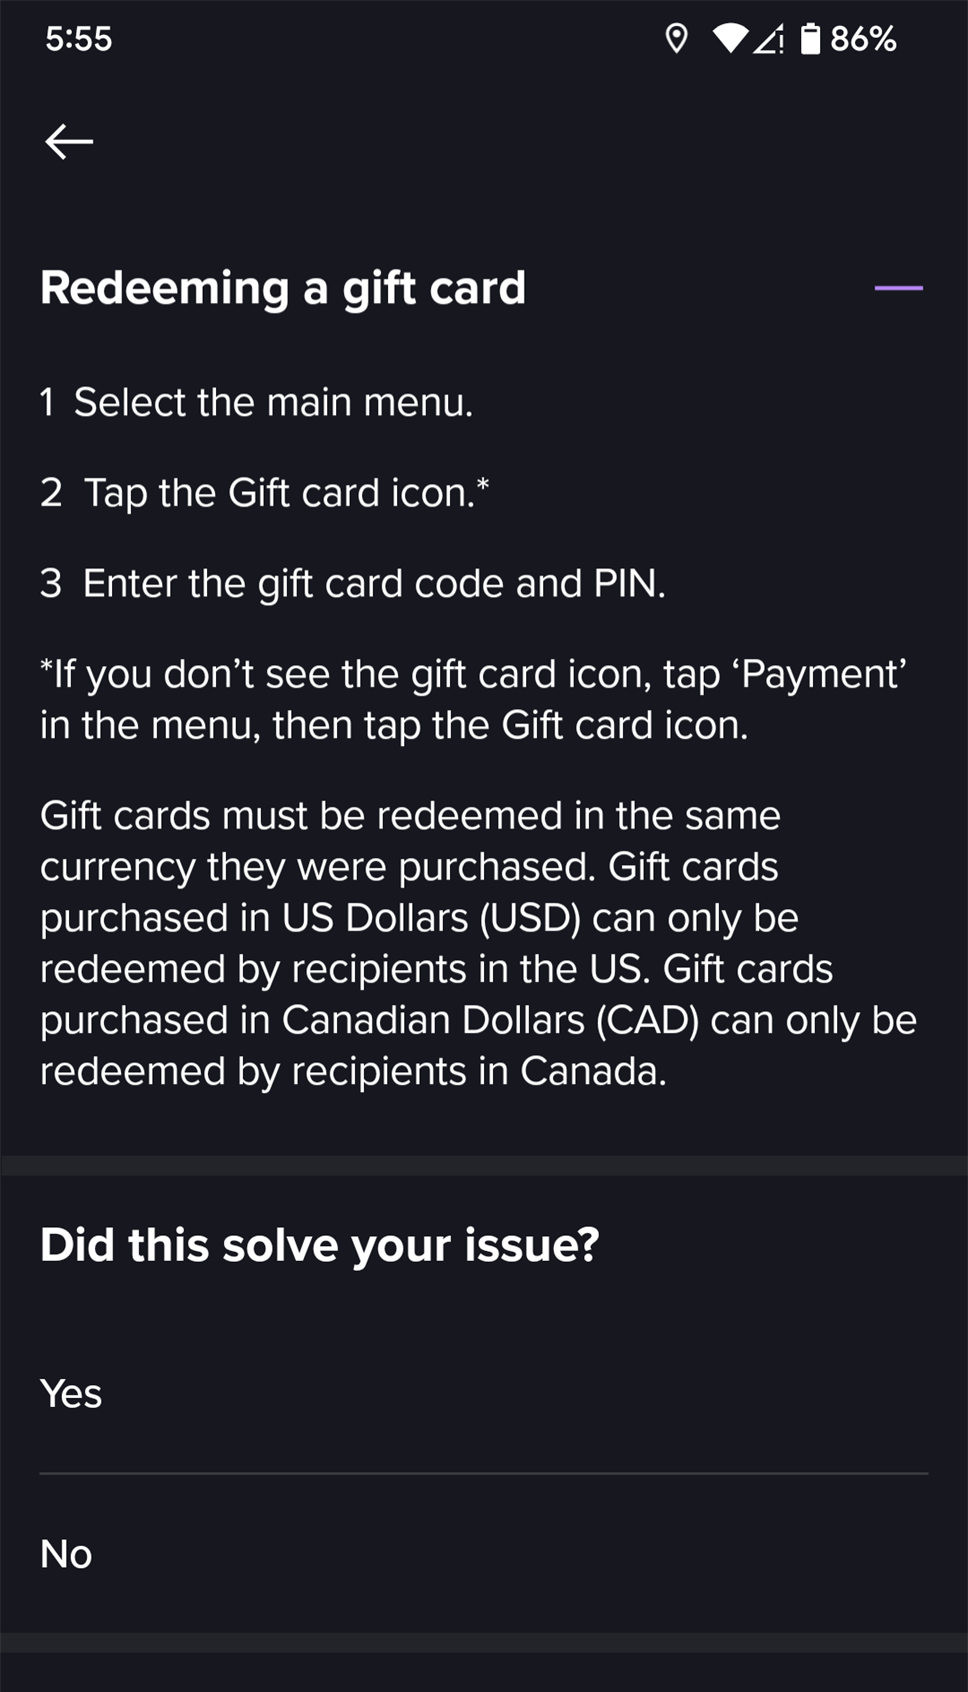 5:55
86%
Redeeming a gift card
1 Select the main menu.
2 Tap the Gift card icon.*
3 Enter the gift card code and PIN.
*If you don’t see the gift card icon, tap ‘Payment’
in the menu, then tap the Gift card icon.
Gift cards must be redeemed in the same
currency they were purchased. Gift cards
purchased in US Dollars (USD) can only be
redeemed by recipients in the US. Gift cards
purchased in Canadian Dollars (CAD) can only be
redeemed by recipients in Canada.
Did this solve your issue?
Yes
No